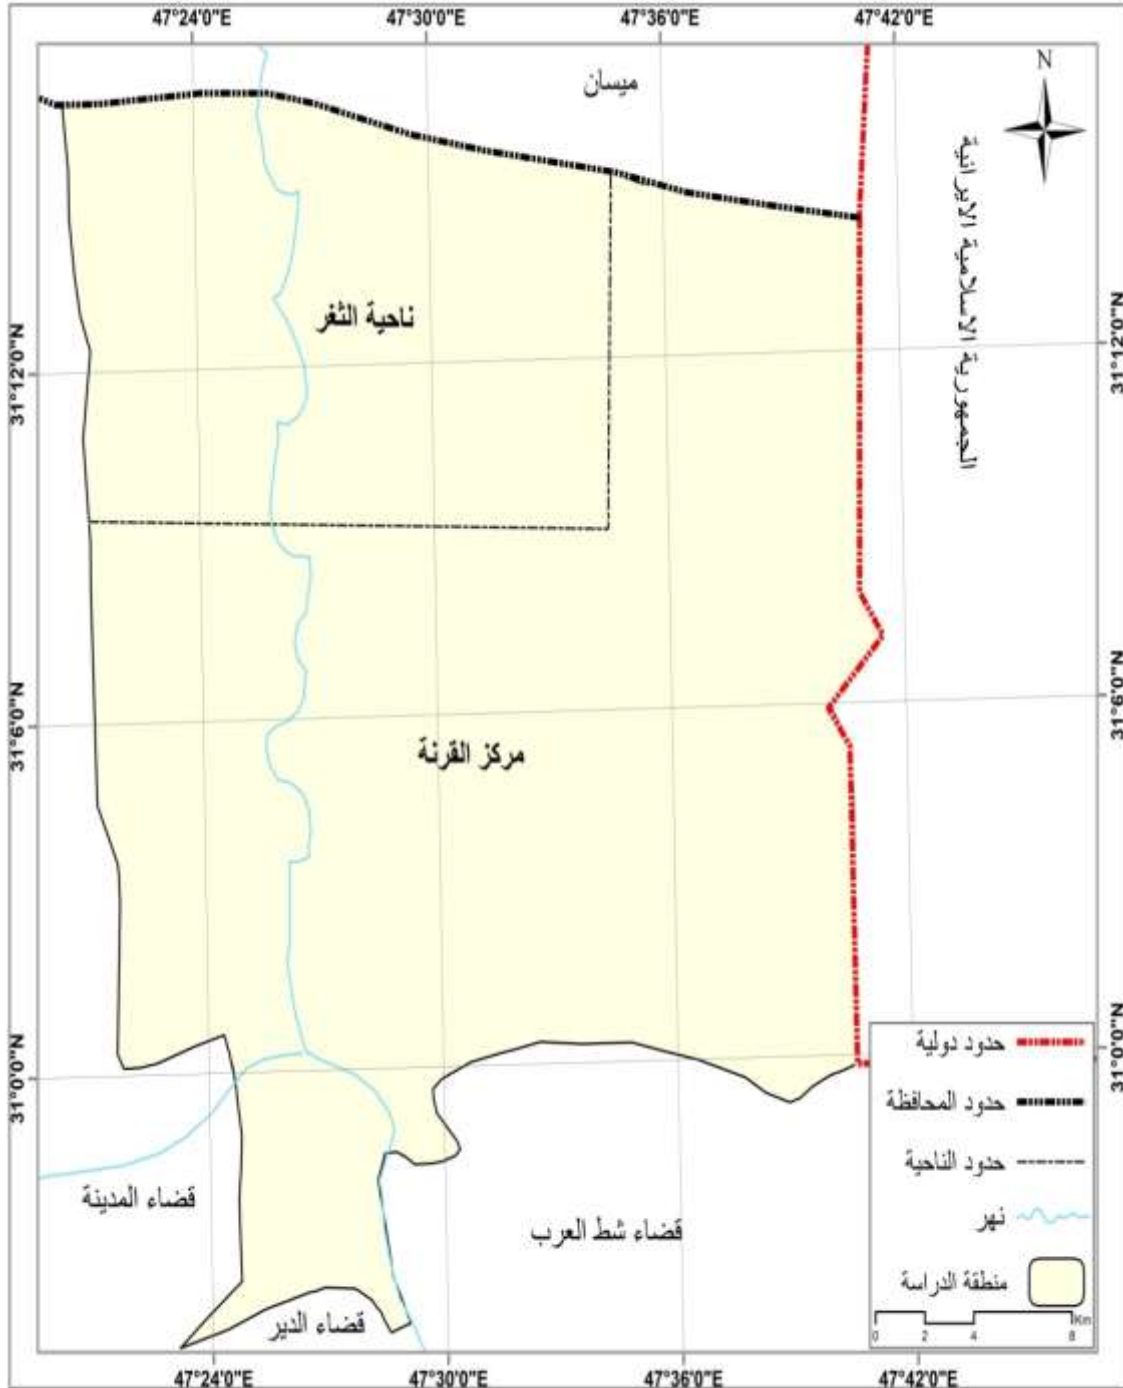 47°24'0"E 47°30'0"E 47°36'0"E 47°42'0"E
ميسان
N
الجمهورية الاسلامية الايرانية
ناحية الثغر
31°12'0"N 31°12'0"N
31°6'0"N 31°6'0"N
مركز القرنة
31°0'0"N 31°0'0"N
قضاء المدينة
قضاء شط العرب
قضاء الدير
حدود دولية
حدود المحافظة
حدود الناحية
نهر
منطقة الدراسة
Km
0 2 4 8
47°24'0"E 47°30'0"E 47°36'0"E 47°42'0"E